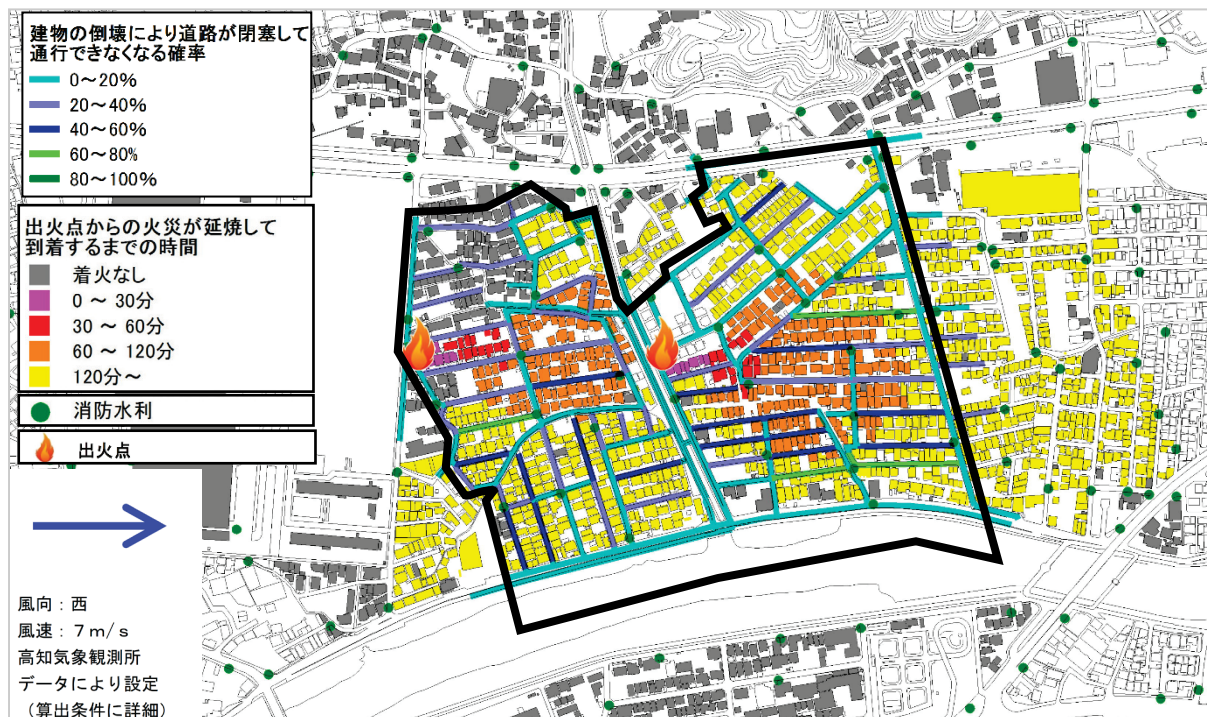 建物の倒壊により道路が閉塞して
通行できなくなる確率
0～20%
20～40%
40～60%
60～80%
80～100%
出火点からの火災が延焼して
到着するまでの時間
着火なし
0 ～ 30分
30 ～ 60分
60 ～ 120分
120分～
消防水利
出火点
風向：西
風速：７ｍ/ｓ
高知気象観測所
データにより設定
（算出条件に詳細）